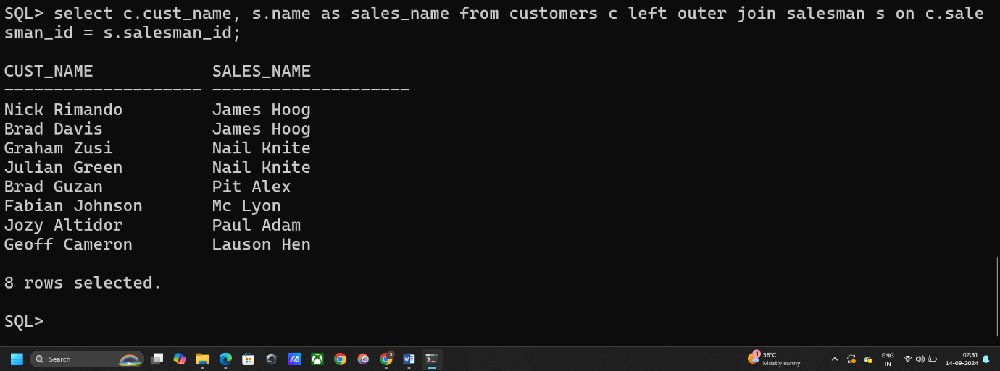 SQL> select c.cust_name, s.name as sales_name from customers c left outer join salesman s on c.sale
sman_id = s.salesman_id;
CUST_NAME SALES_NAME
-------------------- --------------------
Nick Rimando James Hoog
Brad Davis James Hoog
Graham Zusi Nail Knite
Julian Green Nail Knite
Brad Guzan Pit Alex
Fabian Johnson Mc Lyon
Jozy Altidor Paul Adam
Geoff Cameron Lauson Hen
8 rows selected.
SQL>
Search
1
36°C
Mostly sunny
ENG
IN
02:31
14-09-2024